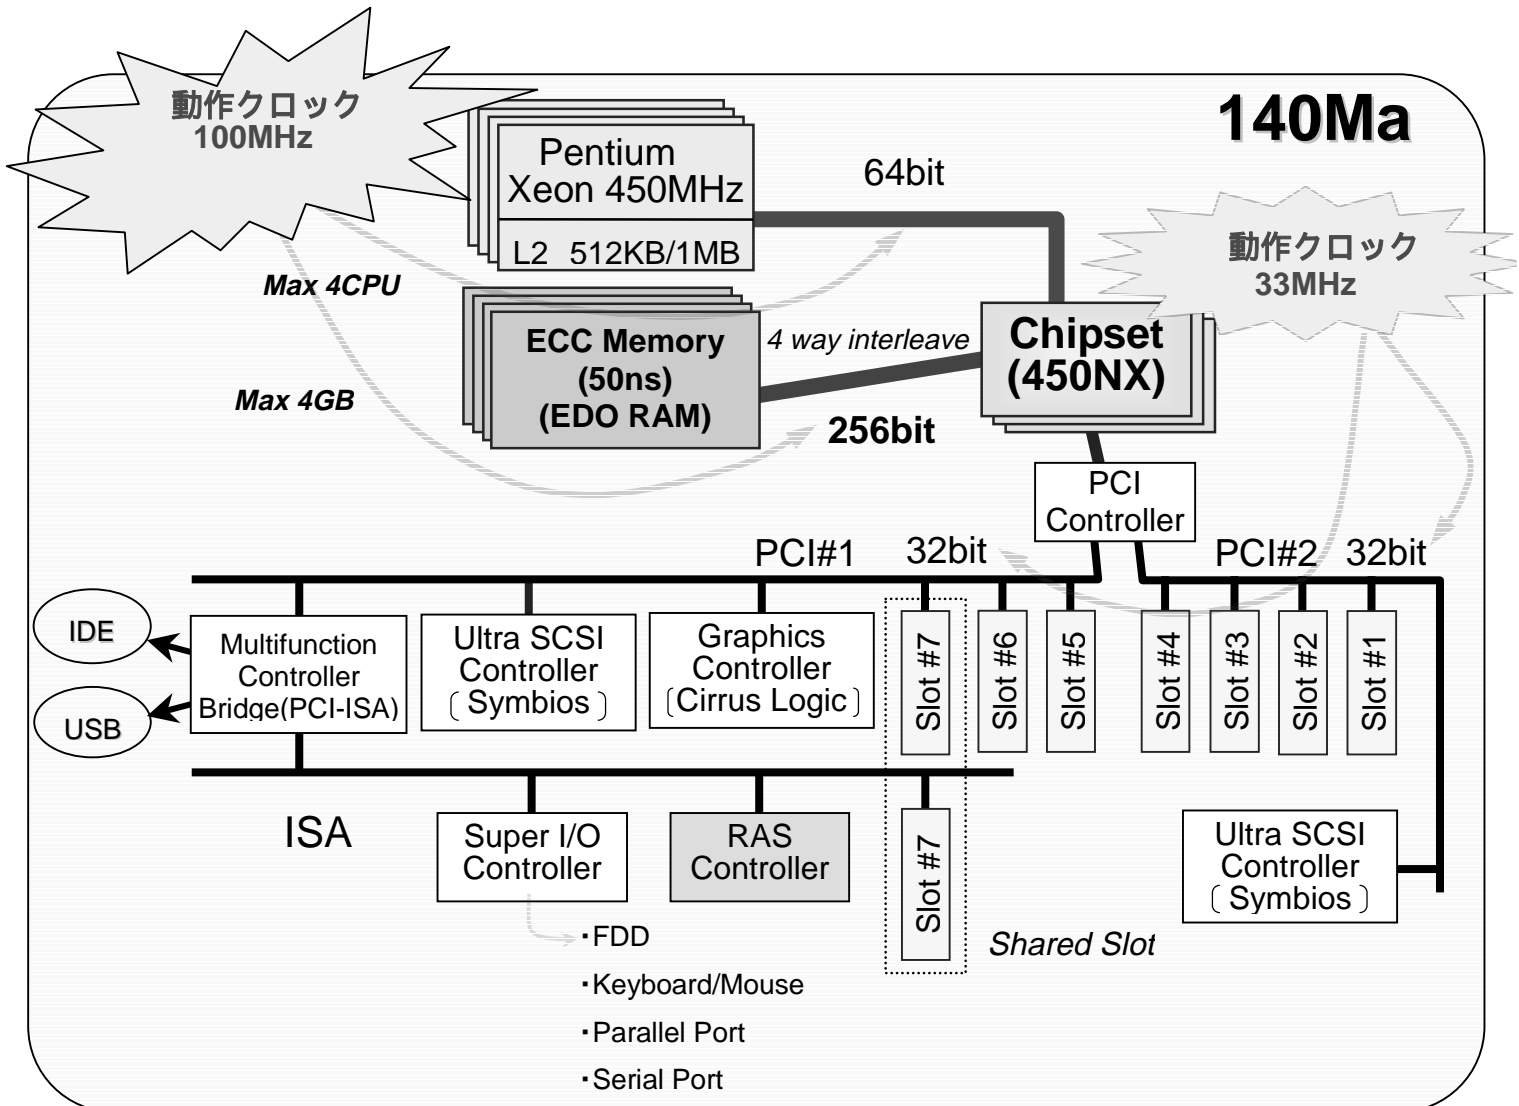 動作クロック
100MHz
140Ma
Pentium
Xeon 450MHz
L2 512KB/1MB
64bit
動作クロック
33MHz
Max 4CPU
ECC Memory
(50ns)
(EDO RAM)
4 way interleave
Chipset
(450NX)
Max 4GB
256bit
PCI
Controller
PCI#1
32bit
PCI#2
32bit
IDE
USB
Multifunction
Controller
Bridge(PCI-ISA)
Ultra SCSI
Controller
〔Symbios〕
Graphics
Controller
〔Cirrus Logic〕
Slot #7
Slot #6
Slot #5
Slot #4
Slot #3
Slot #2
Slot #1
ISA
Super I/O
Controller
RAS
Controller
Slot #7
Ultra SCSI
Controller
〔Symbios〕
Shared Slot
・FDD
・Keyboard/Mouse
・Parallel Port
・Serial Port